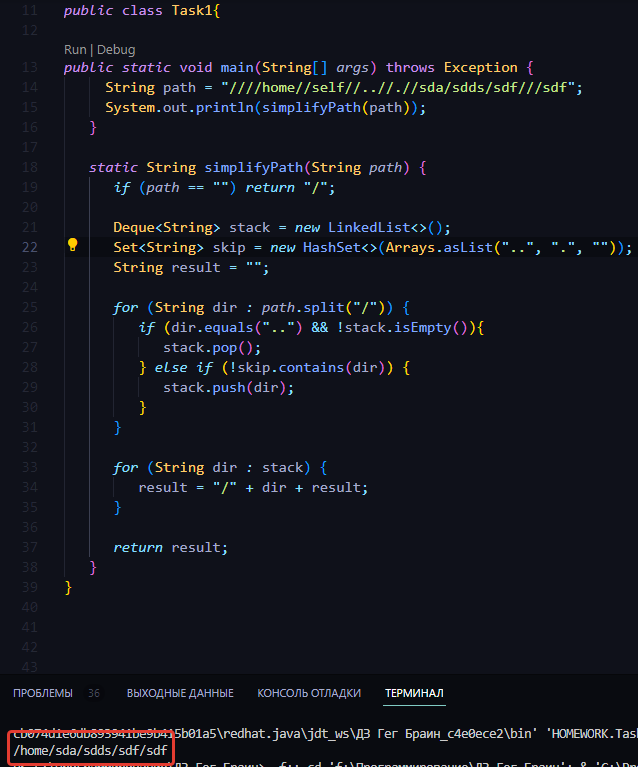 11 public class Task1{
12
Run | Debug
13 public static void main(String[] args) throws Exception {
14 String path = "////home//self//..//.//sda/sdds/sdf///sdf";
15 System.out.println(simplifyPath(path));
16 }
17
18 static String simplifyPath(String path) {
19 if (path == "") return "/";
20
21 Deque<String> stack = new LinkedList<>();
22 Set<String> skip = new HashSet<>(Arrays.asList("..", ".", ""));
23 String result = "";
24
25 for (String dir : path.split("/")) {
26 if (dir.equals("..") && !stack.isEmpty()){
27 stack.pop();
28 } else if (!skip.contains(dir)) {
29 stack.push(dir);
30 }
31 }
32
33 for (String dir : stack) {
34 result = "/" + dir + result;
35 }
36
37 return result;
38 }
39 }
40
41
42
43
ПРОБЛЕМЫ 36 ВЫХОДНЫЕ ДАННЫЕ КОНСОЛЬ ОТЛАДКИ ТЕРМИНАЛ
\redhat.java\jdt_ws\ДЗ Гег Браин_c4e0ece2\bin' 'HOMEWORK.Tas
/home/sda/sdds/sdf/sdf